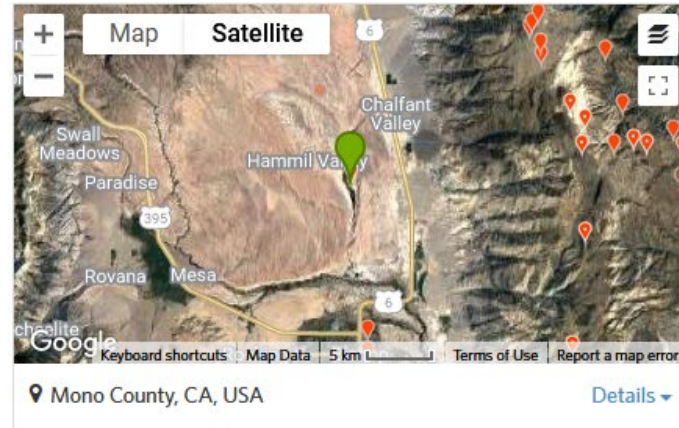 +
Map
Satellite
−
6
Chalfant
Valley
Swall
Meadows
Hammil Valley
Paradise
395
Rovana
Mesa
6
Google
Keyboard shortcuts
Map Data
5 km
Terms of Use
Report a map error
Mono County, CA, USA
Details